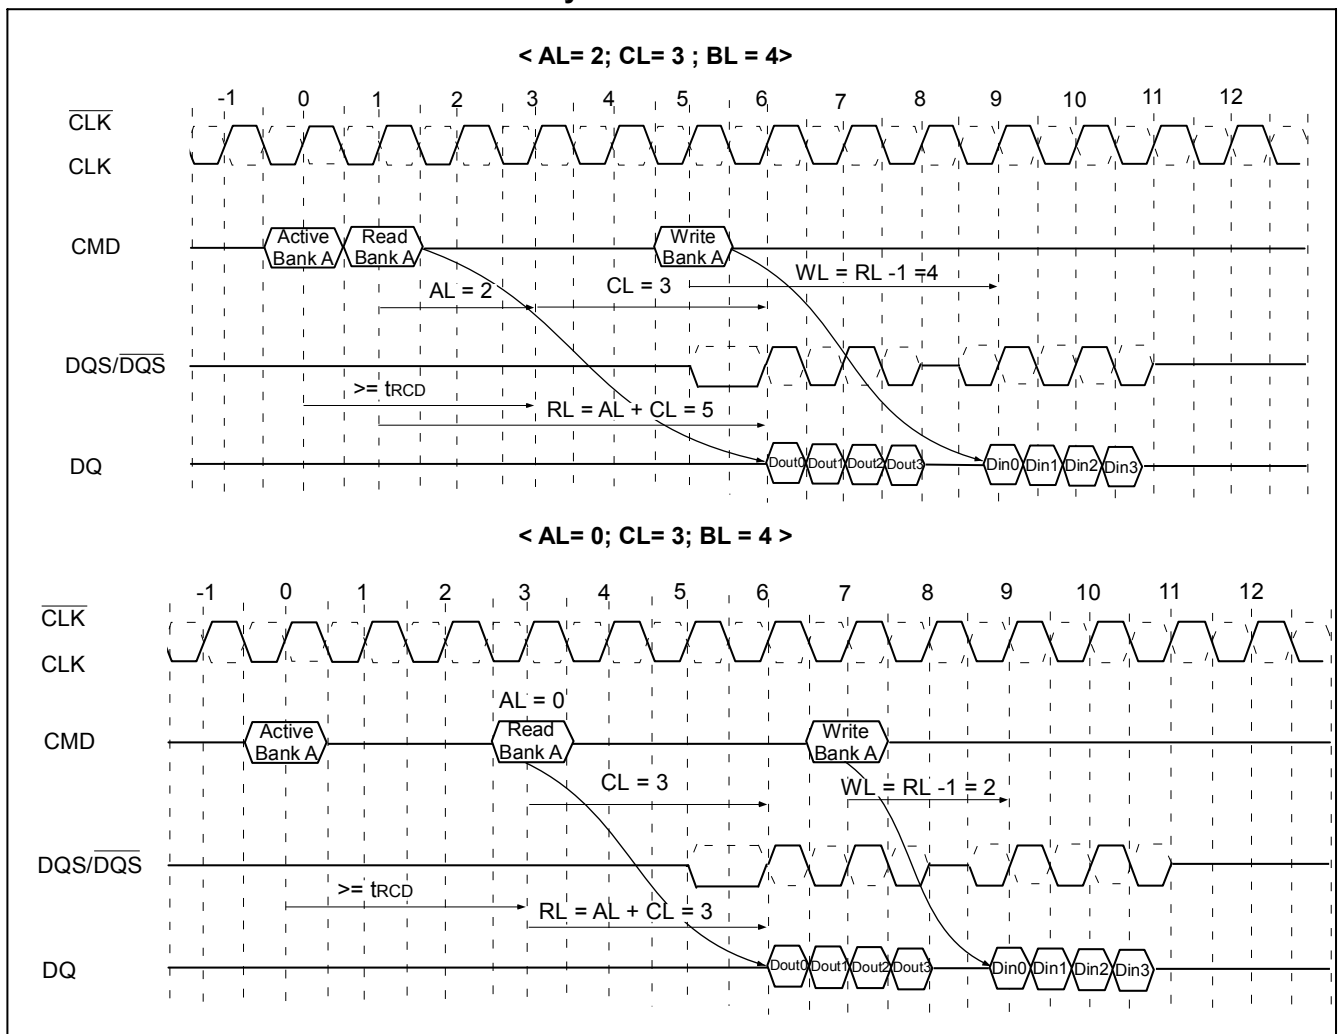 < AL= 2; CL= 3 ; BL = 4>
-1 0 1 2 3 4 5 6 7 8 9 10 11 12
CLK
CLK
CMD
Active
Bank A
Read
Bank A
Write
Bank A
WL = RL -1 =4
AL = 2
CL = 3
DQS/DQS
>= tRCD
RL = AL + CL = 5
DQ
Dout0 Dout1 Dout2 Dout3 Din0 Din1 Din2 Din3
< AL= 0; CL= 3; BL = 4 >
-1 0 1 2 3 4 5 6 7 8 9 10 11 12
CLK
CLK
AL = 0
CMD
Active
Bank A
Read
Bank A
Write
Bank A
CL = 3
WL = RL -1 = 2
DQS/DQS
>= tRCD
RL = AL + CL = 3
DQ
Dout0 Dout1 Dout2 Dout3 Din0 Din1 Din2 Din3